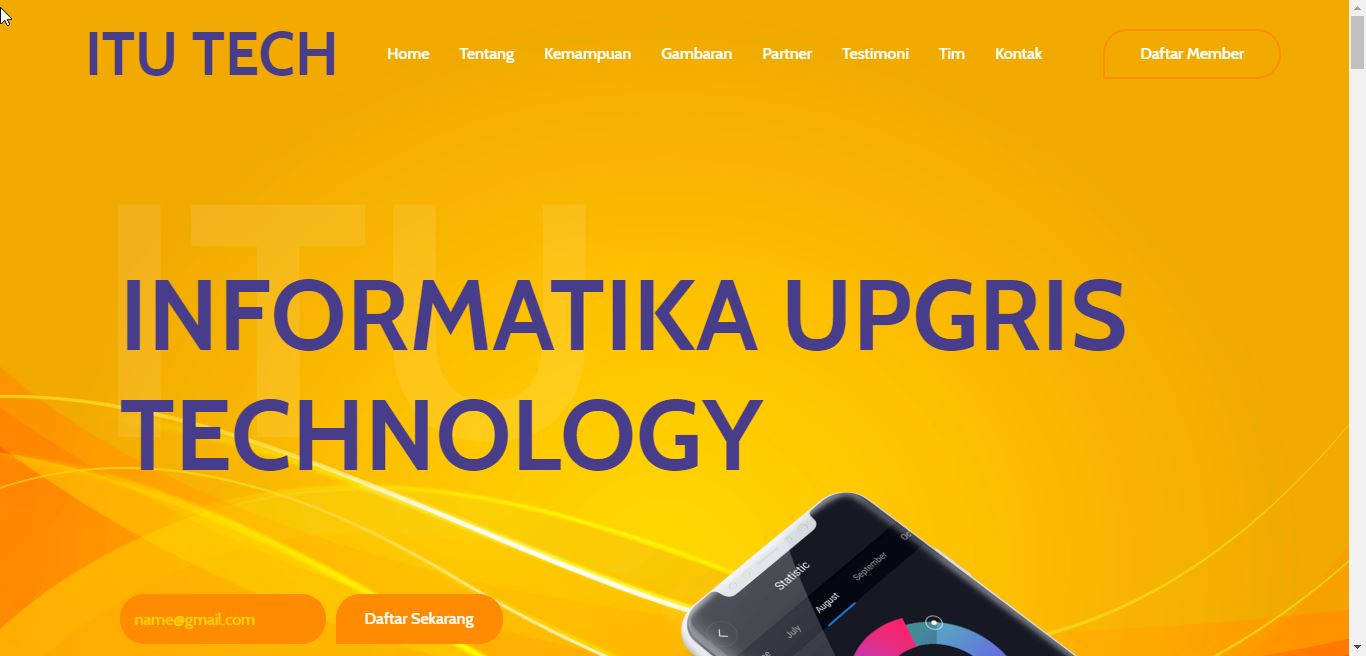 ITU TECH
Home Tentang Kemampuan Gambaran Partner Testimoni Tim Kontak
Daftar Member
ITU
INFORMATIKA UPGRIS
TECHNOLOGY
name@gmail.com
Daftar Sekarang
Statistic
July August September